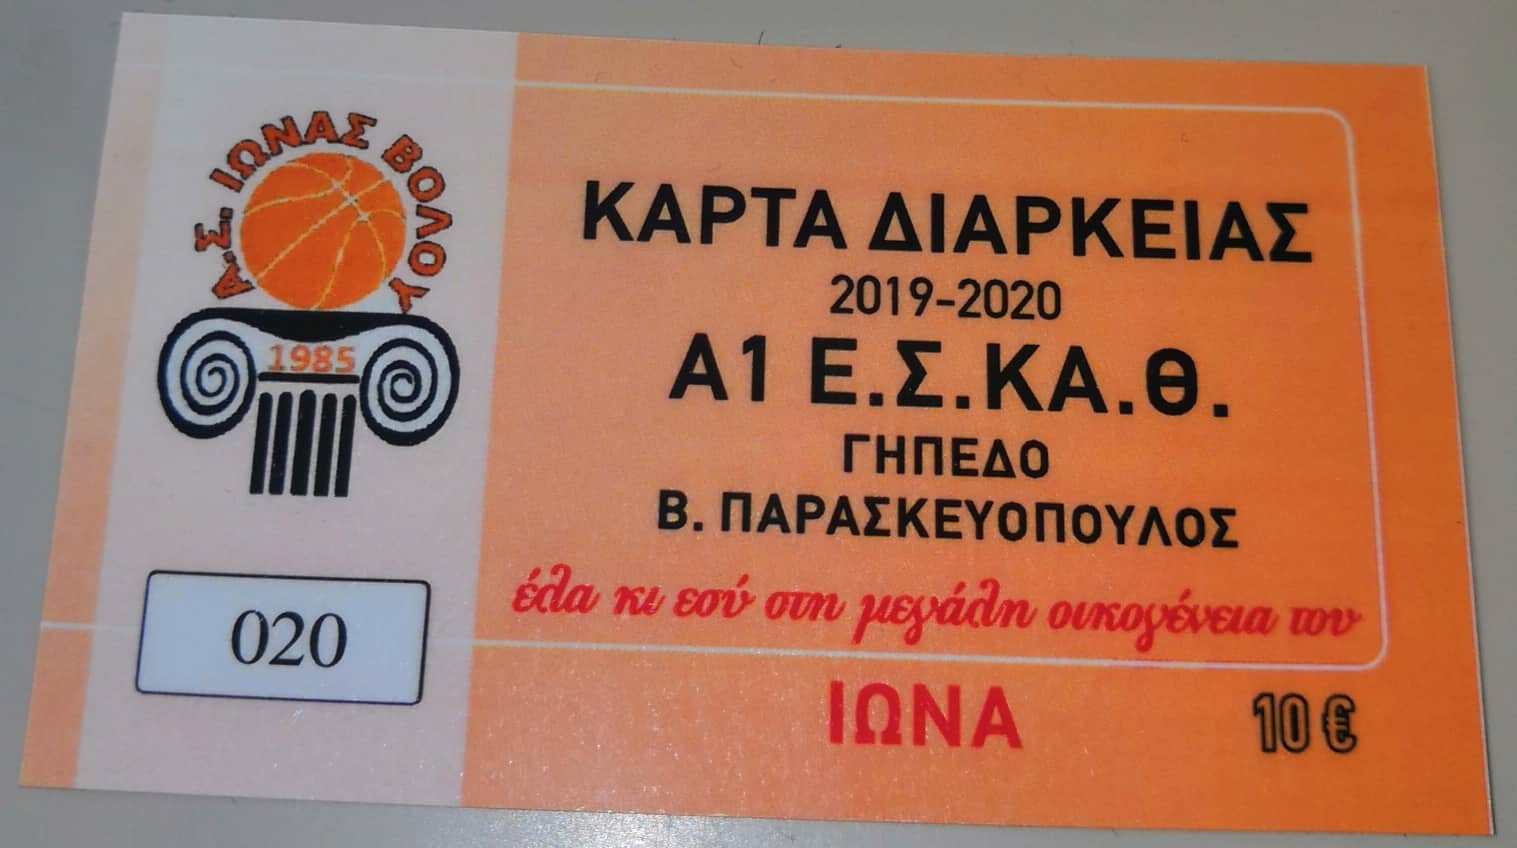 Α.Σ. ΙΩΝΑΣ ΒΟΛΟΥ
1985
020
ΚΑΡΤΑ ΔΙΑΡΚΕΙΑΣ
2019-2020
Α1 Ε.Σ.ΚΑ.Θ.
ΓΗΠΕΔΟ
Β. ΠΑΡΑΣΚΕΥΟΠΟΥΛΟΣ
έλα κι εσύ στη μεγάλη οικογένεια του
ΙΩΝΑ
10 €